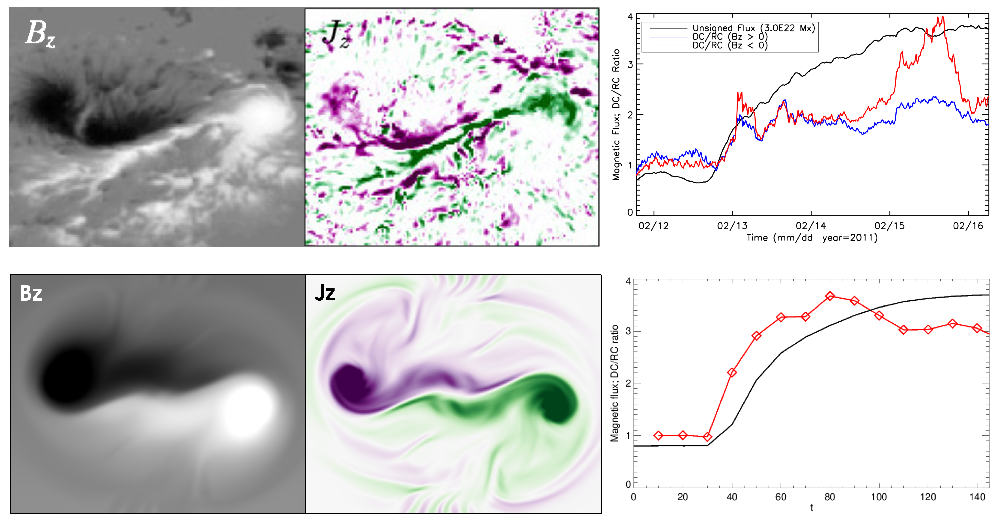 Bz
Jz
Unsigned Flux (3.0E22 Mx)
DC/RC (Bz > 0)
DC/RC (Bz < 0)
Magnetic Flux; DC/RC Ratio
4
3
2
1
0
02/12 02/13 02/14 02/15 02/16
Time (mm/dd year=2011)
Bz
Jz
Magnetic flux; DC/RC ratio
4
3
2
1
0
0 20 40 60 80 100 120 140
t